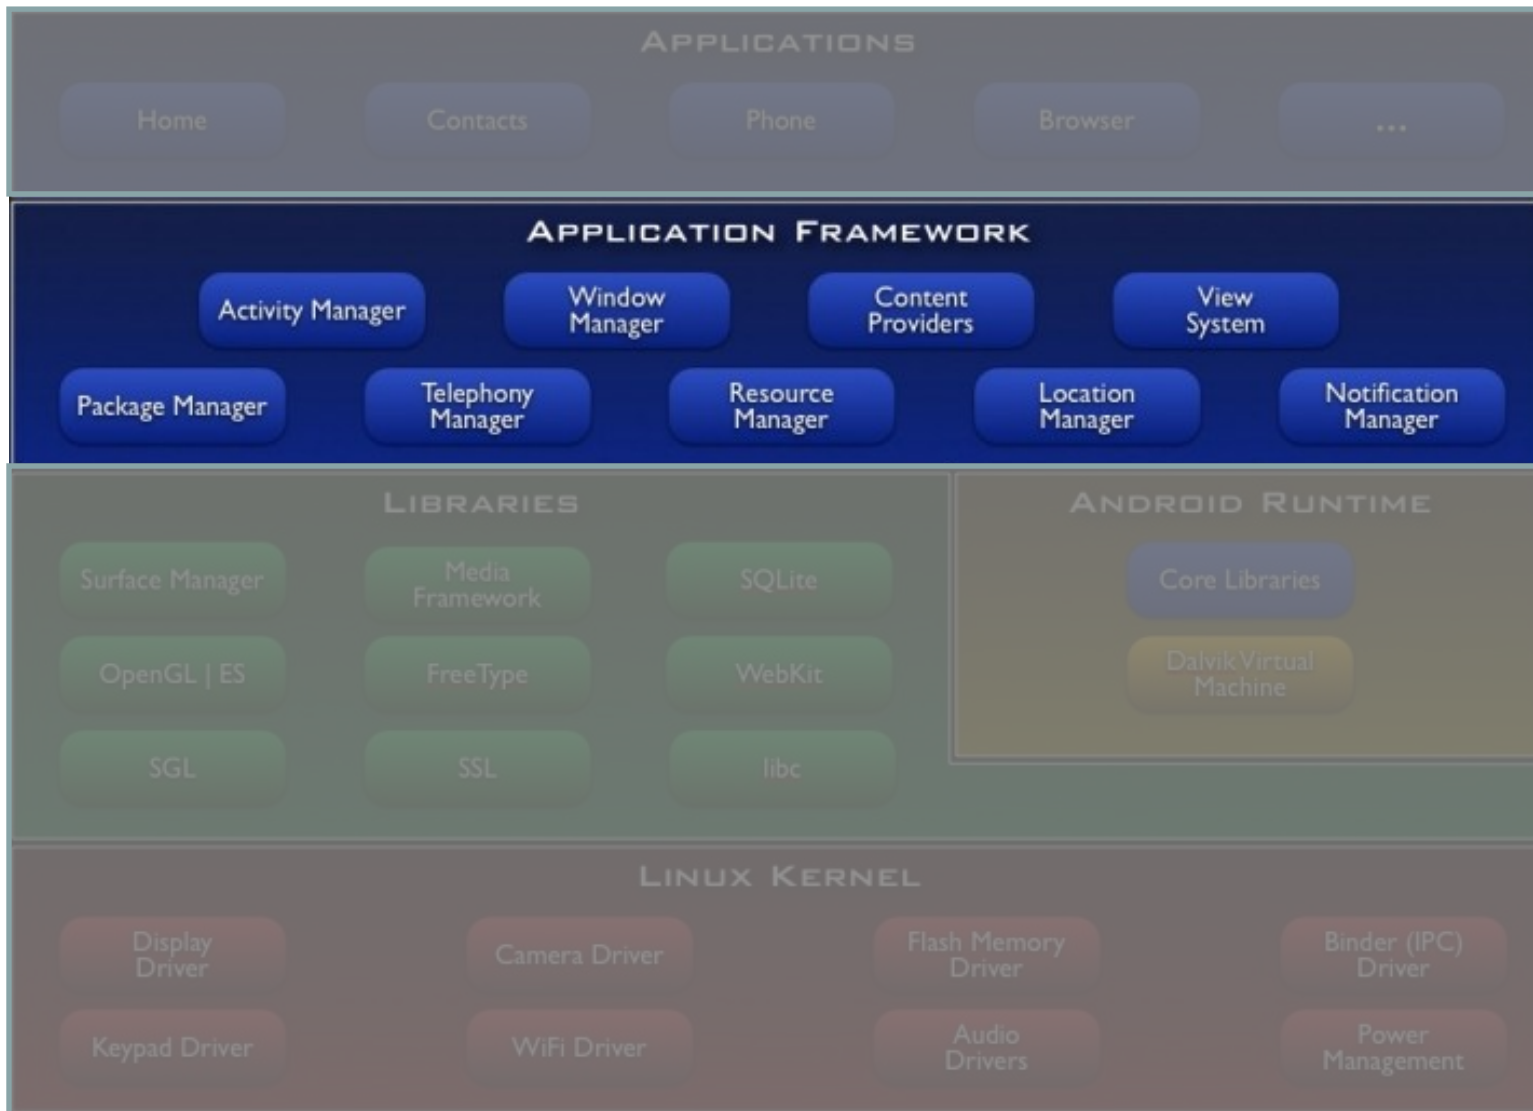 APPLICATIONS
Home
Contacts
Phone
Browser
...
APPLICATION FRAMEWORK
Activity Manager
Window
Manager
Content
Providers
View
System
Package Manager
Telephony
Manager
Resource
Manager
Location
Manager
Notification
Manager
LIBRARIES
Surface Manager
Media
Framework
SQLite
OpenGL | ES
FreeType
WebKit
SGL
SSL
libc
ANDROID RUNTIME
Core Libraries
Dalvik Virtual
Machine
LINUX KERNEL
Display
Driver
Camera Driver
Flash Memory
Driver
Binder (IPC)
Driver
Keypad Driver
WiFi Driver
Audio
Drivers
Power
Management